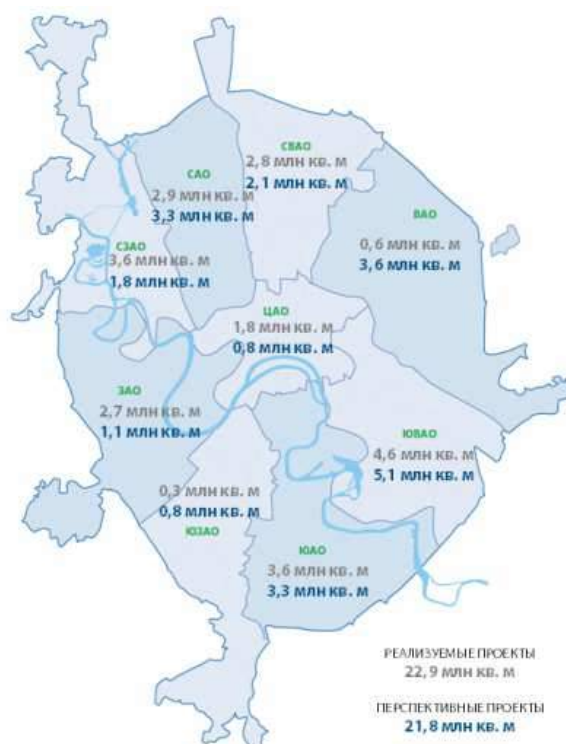 СВАО
2,8 МЛН КВ. М
2,1 МЛН КВ. М
САО
2,9 МЛН КВ. М
3,3 МЛН КВ. М
ВАО
0,6 МЛН КВ. М
3,6 МЛН КВ. М
СЗАО
3,6 МЛН КВ. М
1,8 МЛН КВ. М
ЦАО
1,8 МЛН КВ. М
0,8 МЛН КВ. М
ЗАО
2,7 МЛН КВ. М
1,1 МЛН КВ. М
ЮВАО
4,6 МЛН КВ. М
5,1 МЛН КВ. М
0,3 МЛН КВ. М
0,8 МЛН КВ. М
ЮЗАО
ЮАО
3,6 МЛН КВ. М
3,3 МЛН КВ. М
РЕАЛИЗУЕМЫЕ ПРОЕКТЫ
22,9 МЛН КВ. М
ПЕРСПЕКТИВНЫЕ ПРОЕКТЫ
21,8 МЛН КВ. М